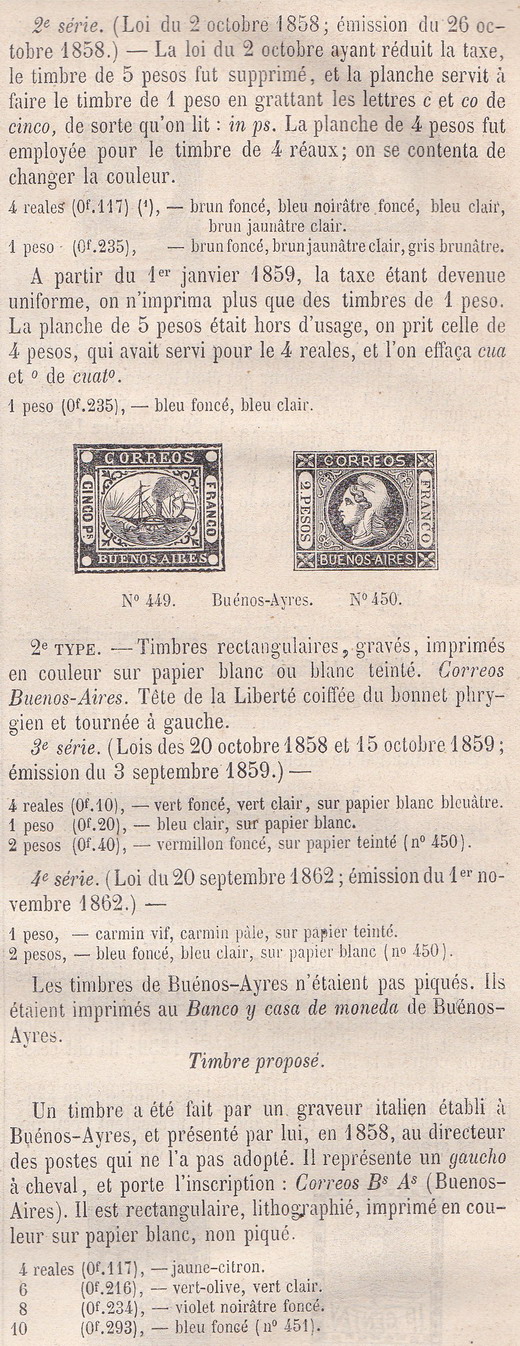 2e série. (Loi du 2 octobre 1858; émission du 26 oc-
tobre 1858.) — La loi du 2 octobre ayant réduit la taxe,
le timbre de 5 pesos fut supprimé, et la planche servit à
faire le timbre de 1 peso en grattant les lettres c et co de
cinco, de sorte qu'on lit : in ps. La planche de 4 pesos fut
employée pour le timbre de 4 réaux; on se contenta de
changer la couleur.
4 reales (0f.117) (1), — brun foncé, bleu noirâtre foncé, bleu clair,
brun jaunâtre clair.
1 peso (0f.235), — brun foncé, brun jaunâtre clair, gris brunâtre.
A partir du 1er janvier 1859, la taxe étant devenue
uniforme, on n'imprima plus que des timbres de 1 peso.
La planche de 5 pesos était hors d'usage, on prit celle de
4 pesos, qui avait servi pour le 4 reales, et l'on effaça cua
et o de cuato.
1 peso (0f.235), — bleu foncé, bleu clair.
CORREOS
CINCO Ps
FRANCO
BUENOS AIRES
CORREOS
2 PESOS
FRANCO
BUENOS-AIRES
No 449. Buénos-Ayres. No 450.
2e TYPE. — Timbres rectangulaires, gravés, imprimés
en couleur sur papier blanc ou blanc teinté. Correos
Buenos-Aires. Tête de la Liberté coiffée du bonnet phry-
gien et tournée à gauche.
3e série. (Lois des 20 octobre 1858 et 15 octobre 1859;
émission du 3 septembre 1859.) —
4 reales (0f.10), — vert foncé, vert clair, sur papier blanc bleuâtre.
1 peso (0f.20), — bleu clair, sur papier blanc.
2 pesos (0f.40), — vermillon foncé, sur papier teinté (no 450).
4e série. (Loi du 20 septembre 1862; émission du 1er no-
vembre 1862.) —
1 peso, — carmin vif, carmin pâle, sur papier teinté.
2 pesos, — bleu foncé, bleu clair, sur papier blanc (no 450).
Les timbres de Buénos-Ayres n'étaient pas piqués. Ils
étaient imprimés au Banco y casa de moneda de Buénos-
Ayres.
Timbre proposé.
Un timbre a été fait par un graveur italien établi à
Buénos-Ayres, et présenté par lui, en 1858, au directeur
des postes qui ne l'a pas adopté. Il représente un gaucho
à cheval, et porte l'inscription : Correos Bs As (Buenos-
Aires). Il est rectangulaire, lithographié, imprimé en cou-
leur sur papier blanc, non piqué.
4 reales (0f.117), — jaune-citron.
6 (0f.216), — vert-olive, vert clair.
8 (0f.234), — violet noirâtre foncé.
10 (0f.293), — bleu foncé (no 451).